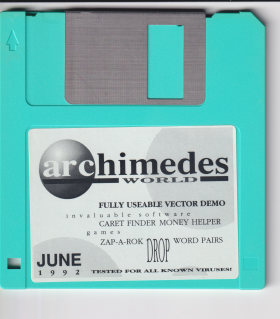 archimedes
WORLD
FULLY USEABLE VECTOR DEMO
invaluable software
CARET FINDER MONEY HELPER
games
ZAP-A-ROK DROP WORD PAIRS
JUNE
1992 TESTED FOR ALL KNOWN VIRUSES!